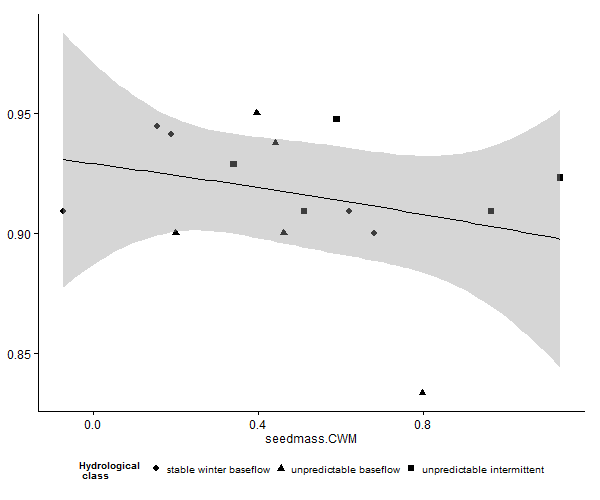 0.95
0.90
0.85
0.0 0.4 0.8
seedmass.CWM
Hydrological
class
stable winter baseflow unpredictable baseflow unpredictable intermittent